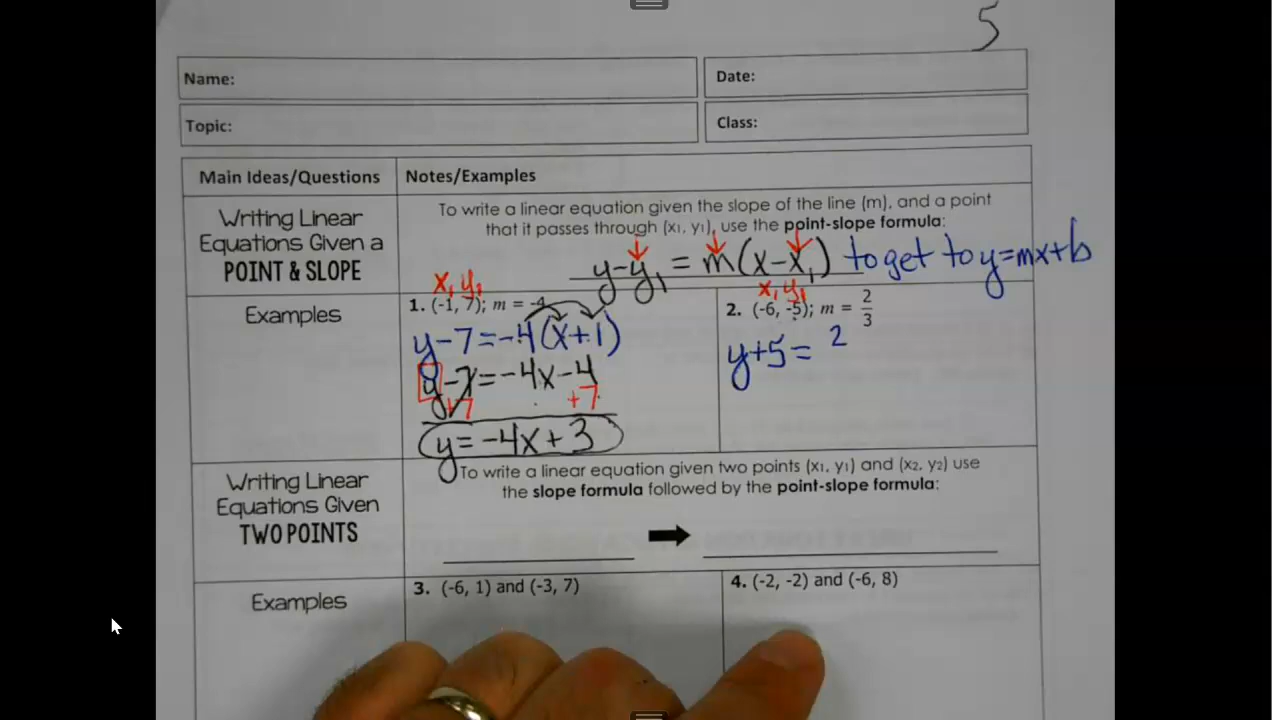 5
Name:
Date:
Topic:
Class:
Main Ideas/Questions
Notes/Examples
Writing Linear
Equations Given a
POINT & SLOPE
To write a linear equation given the slope of the line (m), and a point
that it passes through (x₁, y₁), use the point-slope formula:
y-y₁ = m(x-x₁) to get to y=mx+b
Examples
x₁ y₁
1. (-1, 7); m = -4
y-7=-4(x+1)
y-7=-4x-4
+7 +7
y=-4x+3
x₁ y₁
2. (-6, -5); m = 2/3
y+5= 2
Writing Linear
Equations Given
TWO POINTS
To write a linear equation given two points (x₁, y₁) and (x₂, y₂) use
the slope formula followed by the point-slope formula:
Examples
3. (-6, 1) and (-3, 7)
4. (-2, -2) and (-6, 8)